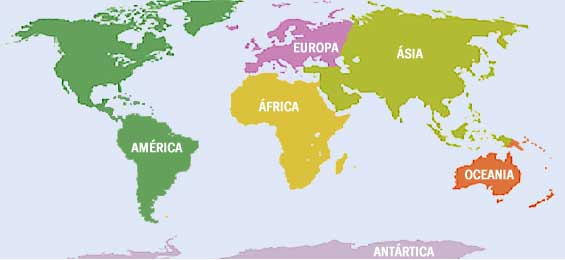 EUROPA
ÁSIA
ÁFRICA
AMÉRICA
OCEANIA
ANTÁRTICA